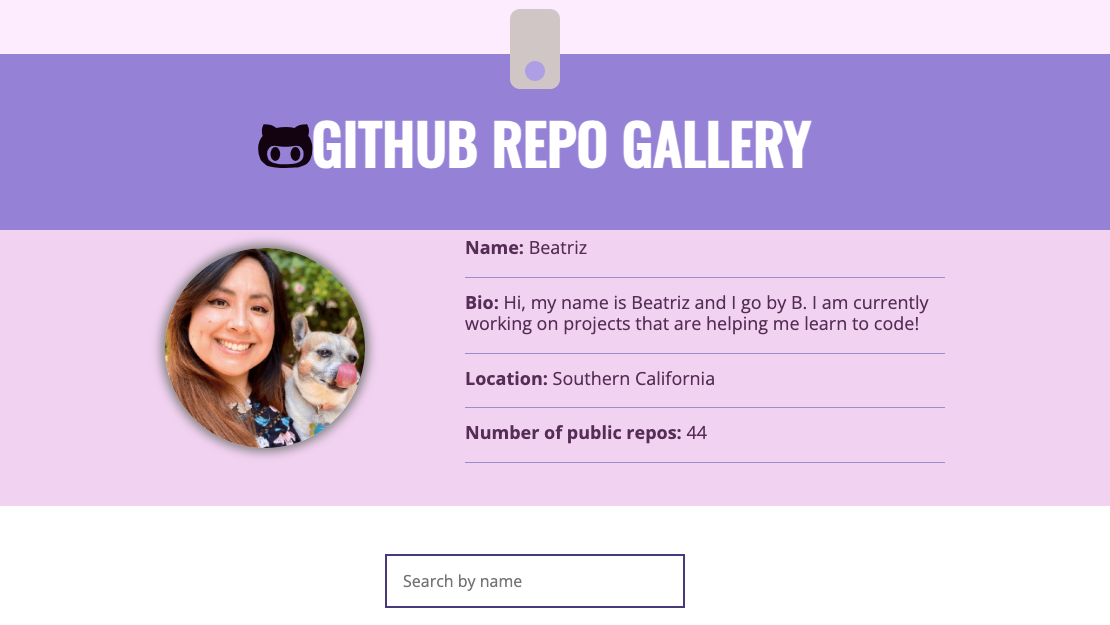 GITHUB REPO GALLERY
Name: Beatriz
Bio: Hi, my name is Beatriz and I go by B. I am currently
working on projects that are helping me learn to code!
Location: Southern California
Number of public repos: 44
Search by name